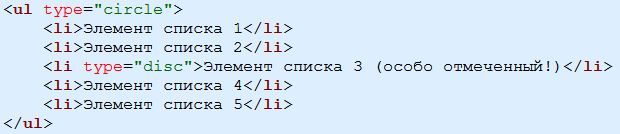 <ul type="circle">
    <li>Элемент списка 1</li>
    <li>Элемент списка 2</li>
    <li type="disc">Элемент списка 3 (особо отмеченный!)</li>
    <li>Элемент списка 4</li>
    <li>Элемент списка 5</li>
</ul>